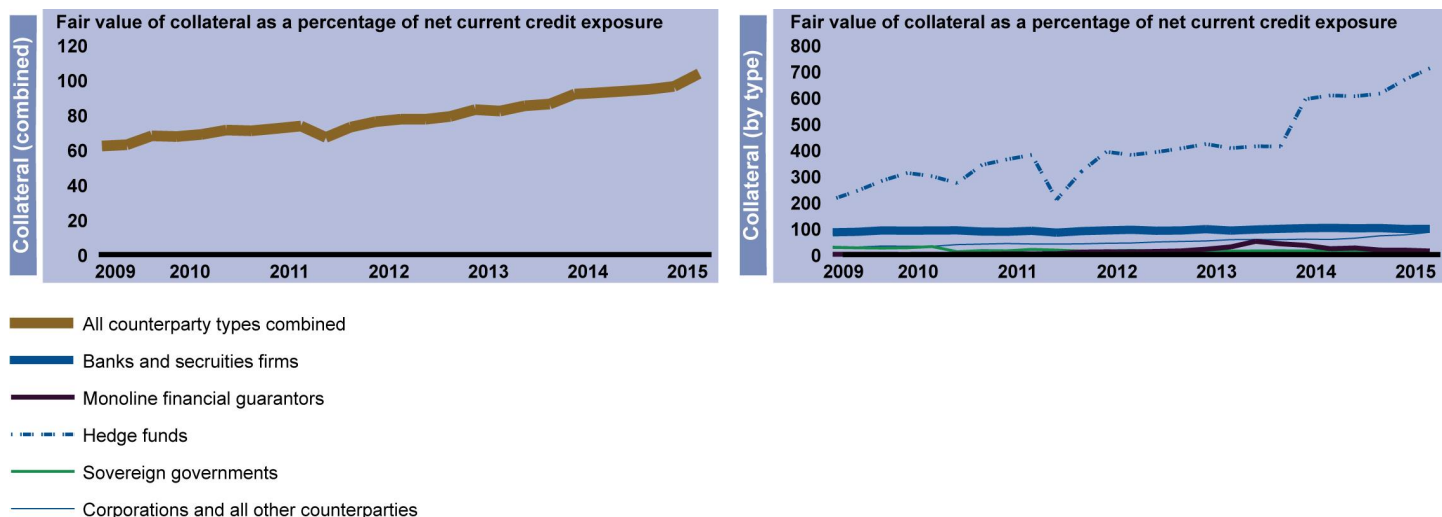 Collateral (combined)
Fair value of collateral as a percentage of net current credit exposure
120
100
80
60
40
20
0
2009 2010 2011 2012 2013 2014 2015
Collateral (by type)
Fair value of collateral as a percentage of net current credit exposure
800
700
600
500
400
300
200
100
0
2009 2010 2011 2012 2013 2014 2015
All counterparty types combined
Banks and secruities firms
Monoline financial guarantors
Hedge funds
Sovereign governments
Corporations and all other counterparties